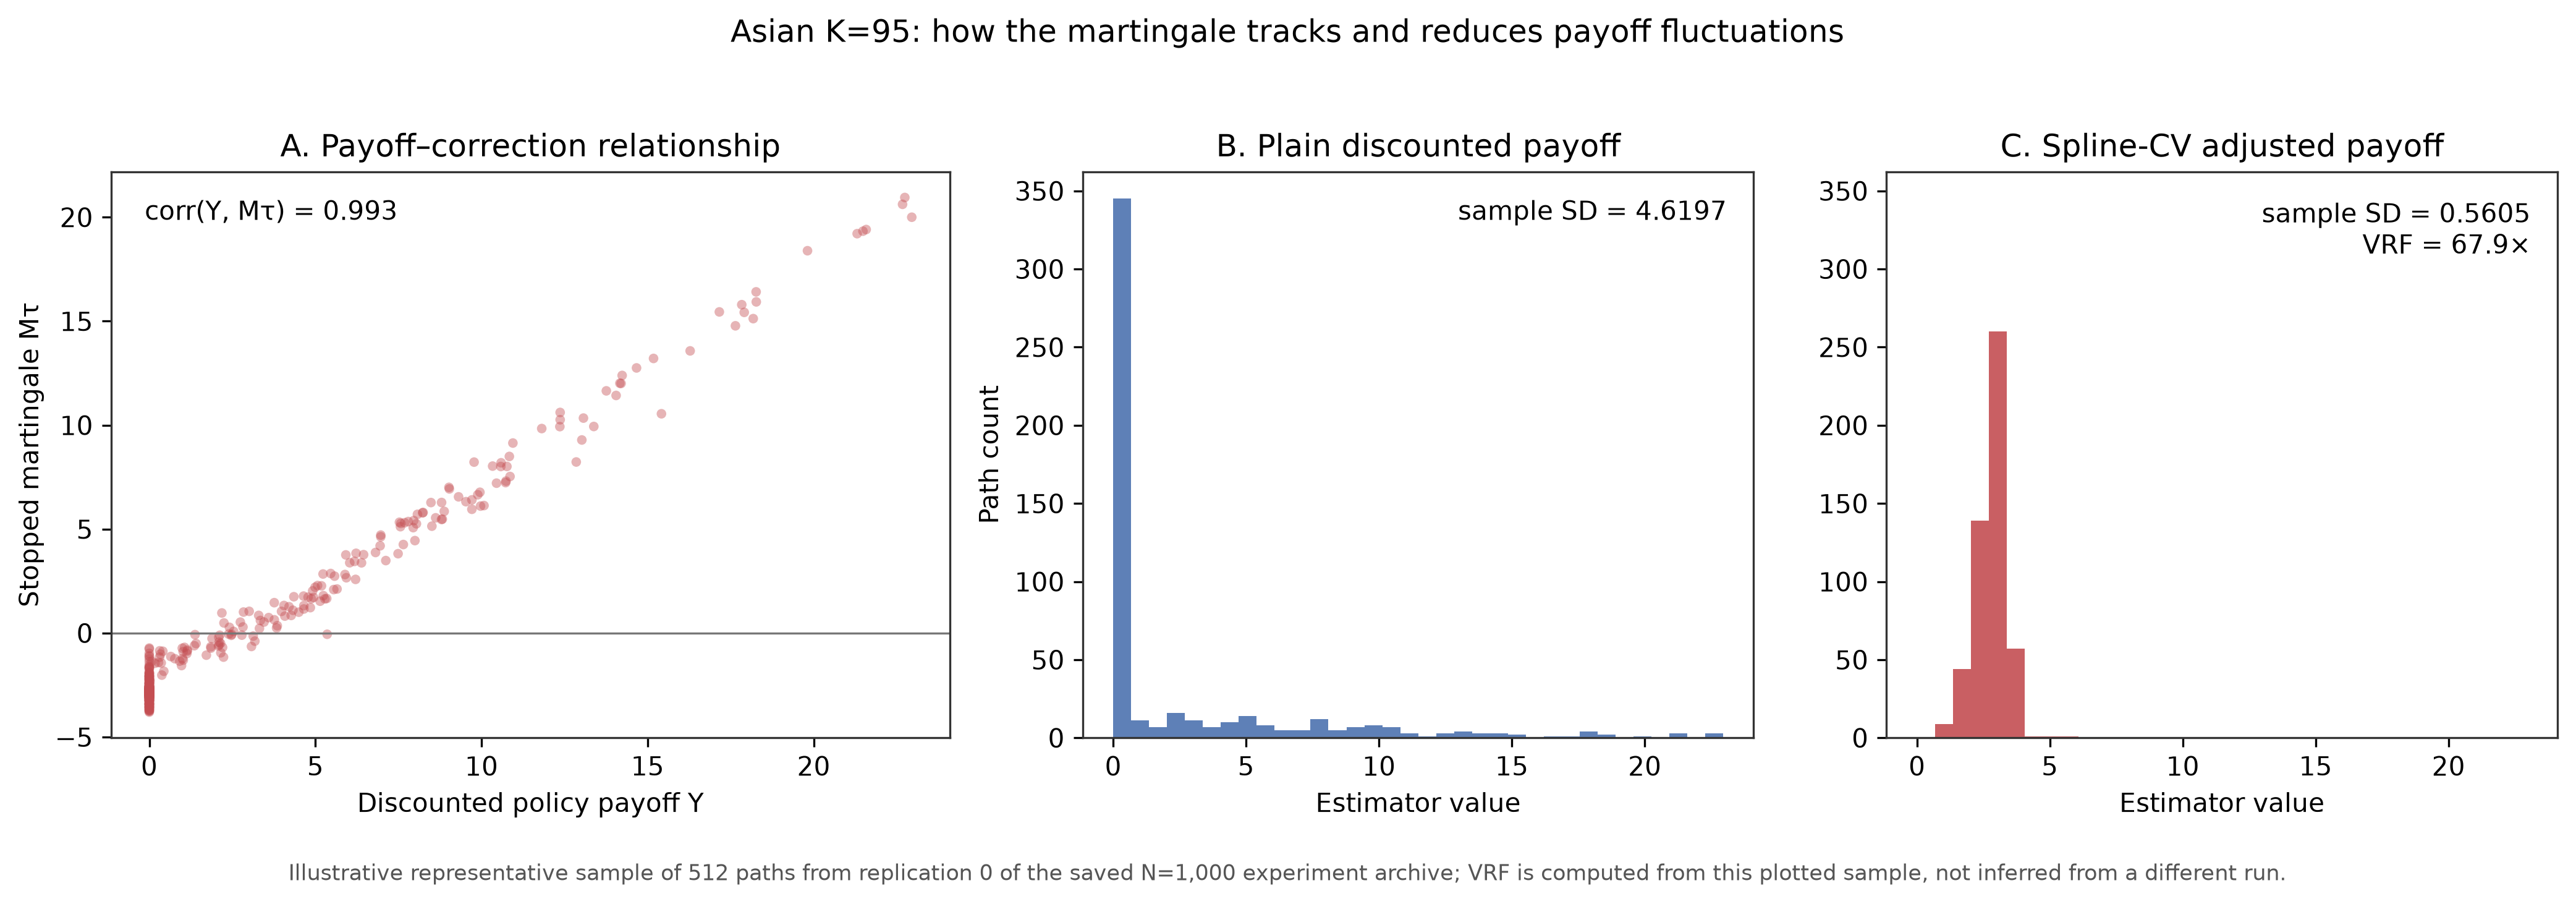 Asian K=95: how the martingale tracks and reduces payoff fluctuations
A. Payoff–correction relationship
corr(Y, Mτ) = 0.993
Stopped martingale Mτ
20
15
10
5
0
−5
0
5
10
15
20
Discounted policy payoff Y
B. Plain discounted payoff
sample SD = 4.6197
Path count
350
300
250
200
150
100
50
0
0
5
10
15
20
Estimator value
C. Spline-CV adjusted payoff
sample SD = 0.5605
VRF = 67.9×
350
300
250
200
150
100
50
0
0
5
10
15
20
Estimator value
Illustrative representative sample of 512 paths from replication 0 of the saved N=1,000 experiment archive; VRF is computed from this plotted sample, not inferred from a different run.